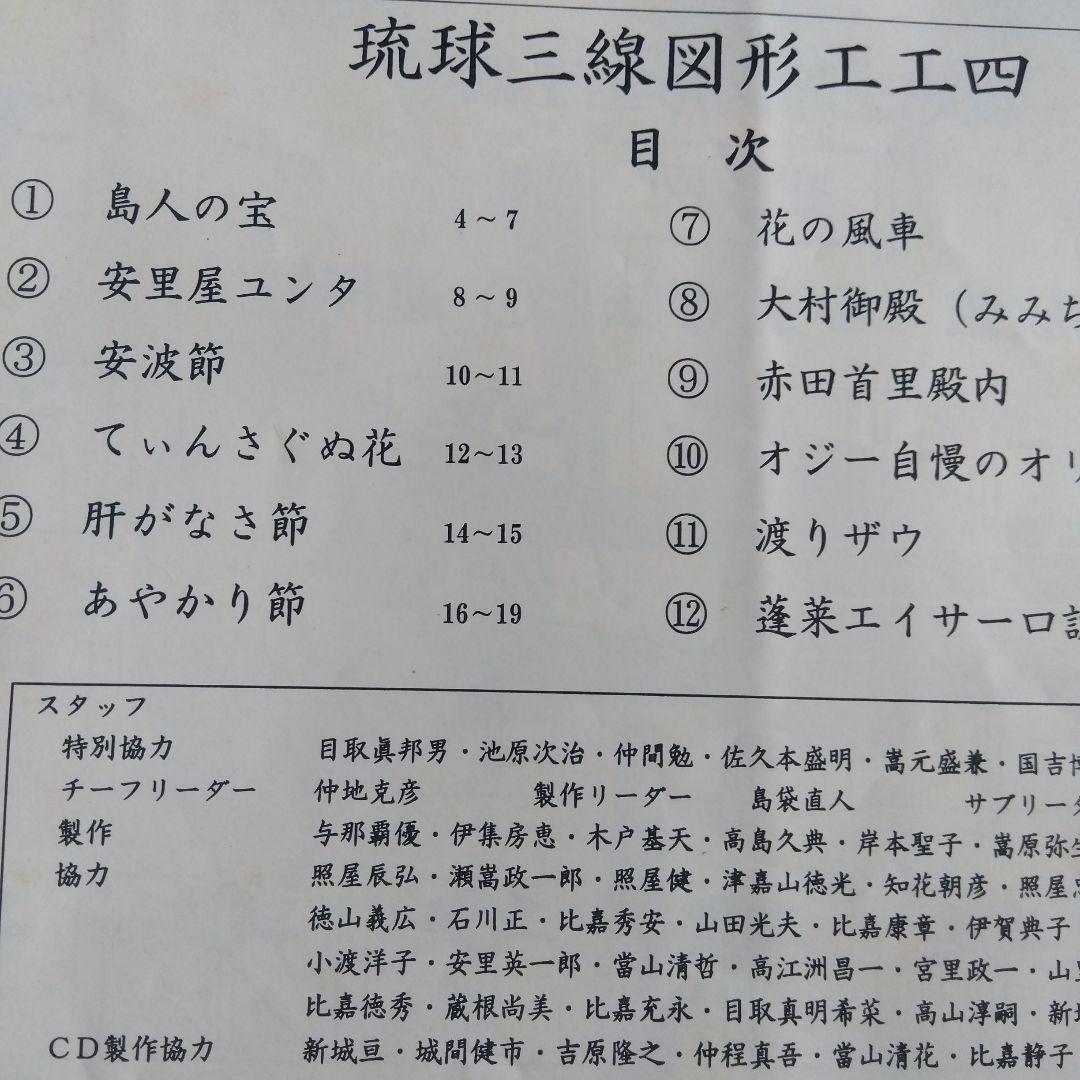 琉球三線図形工工四
目 次
① 島人の宝 4～7
② 安里屋ユンタ 8～9
③ 安波節 10～11
④ てぃんさぐぬ花 12～13
⑤ 肝がなさ節 14～15
⑥ あやかり節 16～19
⑦ 花の風車
⑧ 大村御殿（みみち
⑨ 赤田首里殿内
⑩ オジー自慢のオリ
⑪ 渡りザウ
⑫ 蓬莱エイサー口説
スタッフ
特別協力 目取眞邦男・池原次治・仲間勉・佐久本盛明・嵩元盛兼・国吉博
チーフリーダー 仲地克彦 製作リーダー 島袋直人 サブリーダ
製作 与那覇優・伊集房恵・木戸基天・高島久典・岸本聖子・嵩原弥生
協力 照屋辰弘・瀬嵩政一郎・照屋健・津嘉山徳光・知花朝彦・照屋
徳山義広・石川正・比嘉秀安・山田光夫・比嘉康章・伊賀典子
小渡洋子・安里英一郎・當山清哲・高江洲昌一・宮里政一・山里
比嘉徳秀・蔵根尚美・比嘉充永・目取真明希菜・高山淳嗣・新城
ＣＤ製作協力 新城亘・城間健市・吉原隆之・仲程真吾・當山清花・比嘉静子